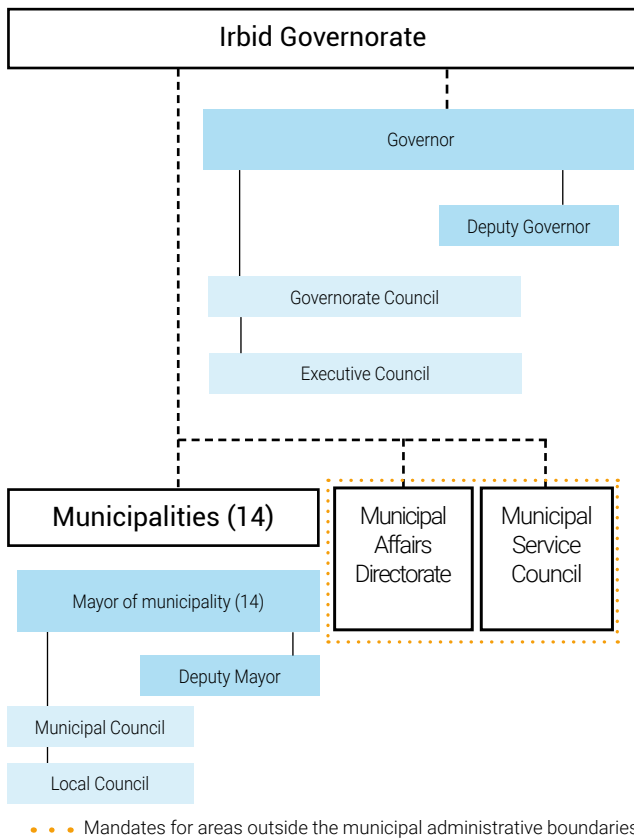 Irbid Governorate
Governor
Deputy Governor
Governorate Council
Executive Council
Municipalities (14)
Municipal
Affairs
Directorate
Municipal
Service
Council
Mayor of municipality (14)
Deputy Mayor
Municipal Council
Local Council
Mandates for areas outside the municipal administrative boundaries